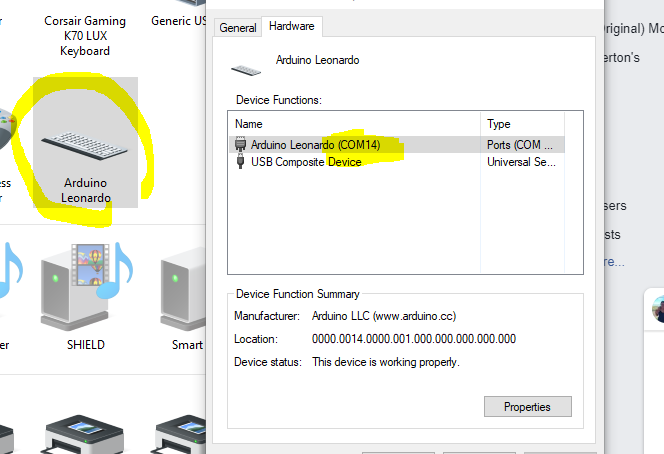 Corsair Gaming
K70 LUX
Keyboard
Generic US
Arduino
Leonardo
SHIELD
Smart
General
Hardware
Arduino Leonardo
Device Functions:
Name Type
Arduino Leonardo (COM14) Ports (COM ...
USB Composite Device Universal Se...
Device Function Summary
Manufacturer: Arduino LLC (www.arduino.cc)
Location: 0000.0014.0000.001.000.000.000.000.000
Device status: This device is working properly.
Properties
riginal) Mo
erton's
sers
sts
re...